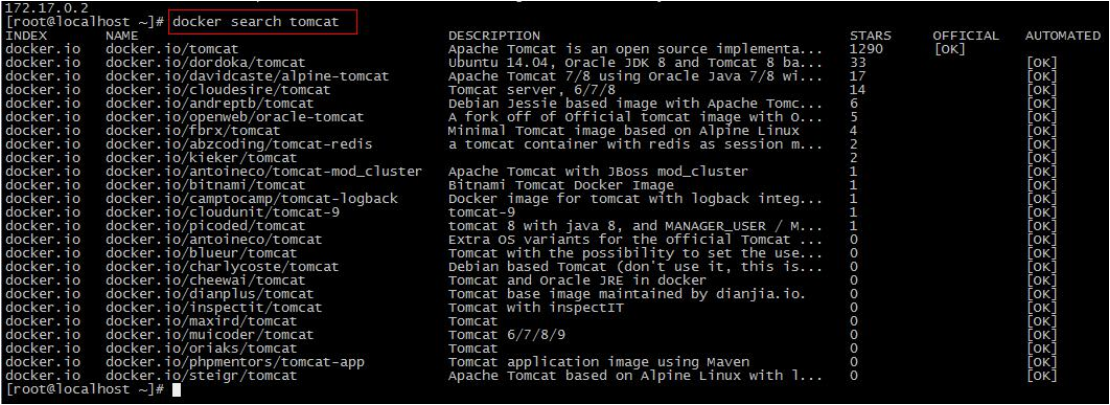 172.17.0.2
[root@localhost ~]# docker search tomcat
INDEX NAME DESCRIPTION STARS OFFICIAL AUTOMATED
docker.io docker.io/tomcat Apache Tomcat is an open source implementa... 1290 [OK]
docker.io docker.io/dordoka/tomcat Ubuntu 14.04, Oracle JDK 8 and Tomcat 8 ba... 33 [OK]
docker.io docker.io/davidcaste/alpine-tomcat Apache Tomcat 7/8 using Oracle Java 7/8 wi... 17 [OK]
docker.io docker.io/cloudesire/tomcat Tomcat server, 6/7/8 14 [OK]
docker.io docker.io/andreptb/tomcat Debian Jessie based image with Apache Tomc... 6 [OK]
docker.io docker.io/openweb/oracle-tomcat A fork off of Official tomcat image with O... 5 [OK]
docker.io docker.io/fbrx/tomcat Minimal Tomcat image based on Alpine Linux 4 [OK]
docker.io docker.io/abzcoding/tomcat-redis a tomcat container with redis as session m... 2 [OK]
docker.io docker.io/kieker/tomcat 2 [OK]
docker.io docker.io/antoineco/tomcat-mod_cluster Apache Tomcat with JBoss mod_cluster 1 [OK]
docker.io docker.io/bitnami/tomcat Bitnami Tomcat Docker Image 1 [OK]
docker.io docker.io/camptocamp/tomcat-logback Docker image for tomcat with logback integ... 1 [OK]
docker.io docker.io/cloudunit/tomcat-9 tomcat-9 1 [OK]
docker.io docker.io/picoded/tomcat tomcat 8 with java 8, and MANAGER_USER / M... 1 [OK]
docker.io docker.io/antoineco/tomcat Extra OS variants for the official Tomcat ... 0 [OK]
docker.io docker.io/blueur/tomcat Tomcat with the possibility to set the use... 0 [OK]
docker.io docker.io/charlycoste/tomcat Debian based Tomcat (don't use it, this is... 0 [OK]
docker.io docker.io/cheewai/tomcat Tomcat and Oracle JRE in docker 0 [OK]
docker.io docker.io/dianplus/tomcat Tomcat base image maintained by dianjia.io. 0 [OK]
docker.io docker.io/inspectit/tomcat Tomcat with inspectIT 0 [OK]
docker.io docker.io/maxird/tomcat Tomcat 0 [OK]
docker.io docker.io/muicoder/tomcat Tomcat 6/7/8/9 0 [OK]
docker.io docker.io/oriaks/tomcat Tomcat 0 [OK]
docker.io docker.io/phpmentors/tomcat-app Tomcat application image using Maven 0 [OK]
docker.io docker.io/steigr/tomcat Apache Tomcat based on Alpine Linux with l... 0 [OK]
[root@localhost ~]#